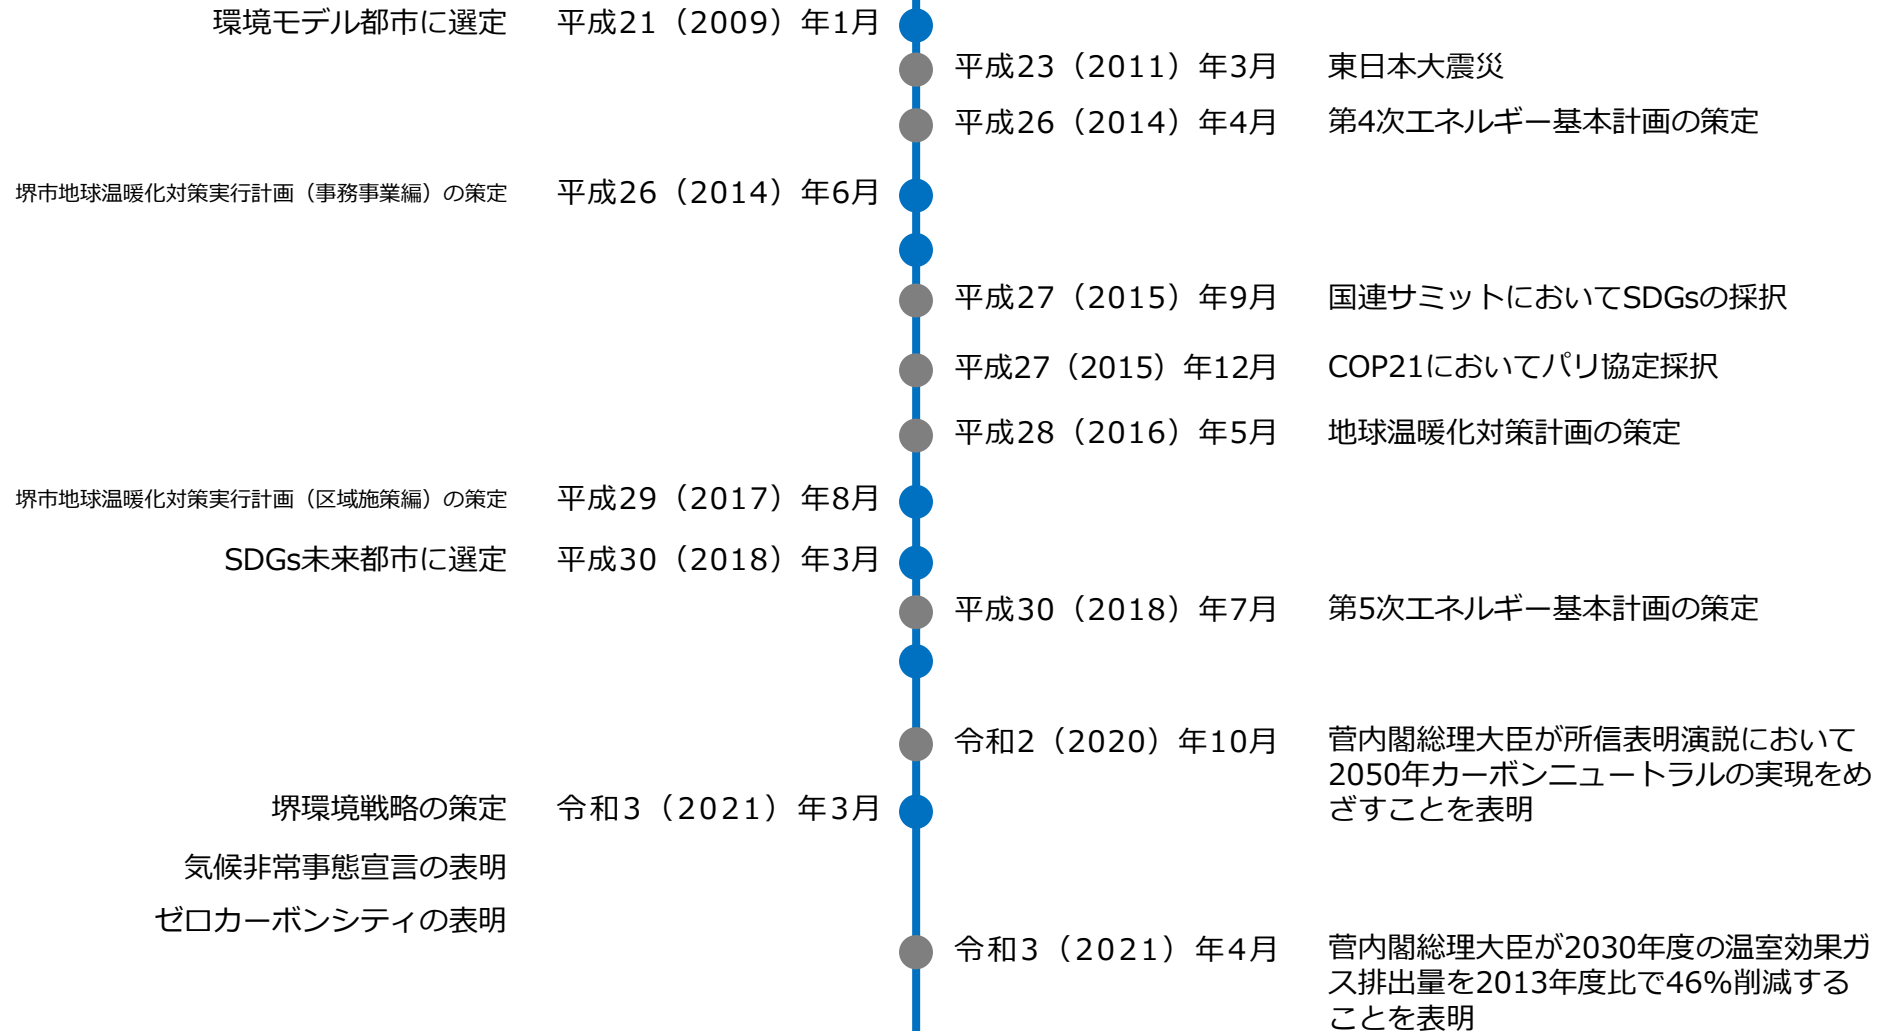 環境モデル都市に選定 平成21（2009）年1月
平成23（2011）年3月 東日本大震災
平成26（2014）年4月 第4次エネルギー基本計画の策定
堺市地球温暖化対策実行計画（事務事業編）の策定 平成26（2014）年6月
平成27（2015）年9月 国連サミットにおいてSDGsの採択
平成27（2015）年12月 COP21においてパリ協定採択
平成28（2016）年5月 地球温暖化対策計画の策定
堺市地球温暖化対策実行計画（区域施策編）の策定 平成29（2017）年8月
SDGs未来都市に選定 平成30（2018）年3月
平成30（2018）年7月 第5次エネルギー基本計画の策定
令和2（2020）年10月 菅内閣総理大臣が所信表明演説において
2050年カーボンニュートラルの実現をめ
ざすことを表明
堺環境戦略の策定 令和3（2021）年3月
気候非常事態宣言の表明
ゼロカーボンシティの表明
令和3（2021）年4月 菅内閣総理大臣が2030年度の温室効果ガ
ス排出量を2013年度比で46%削減する
ことを表明